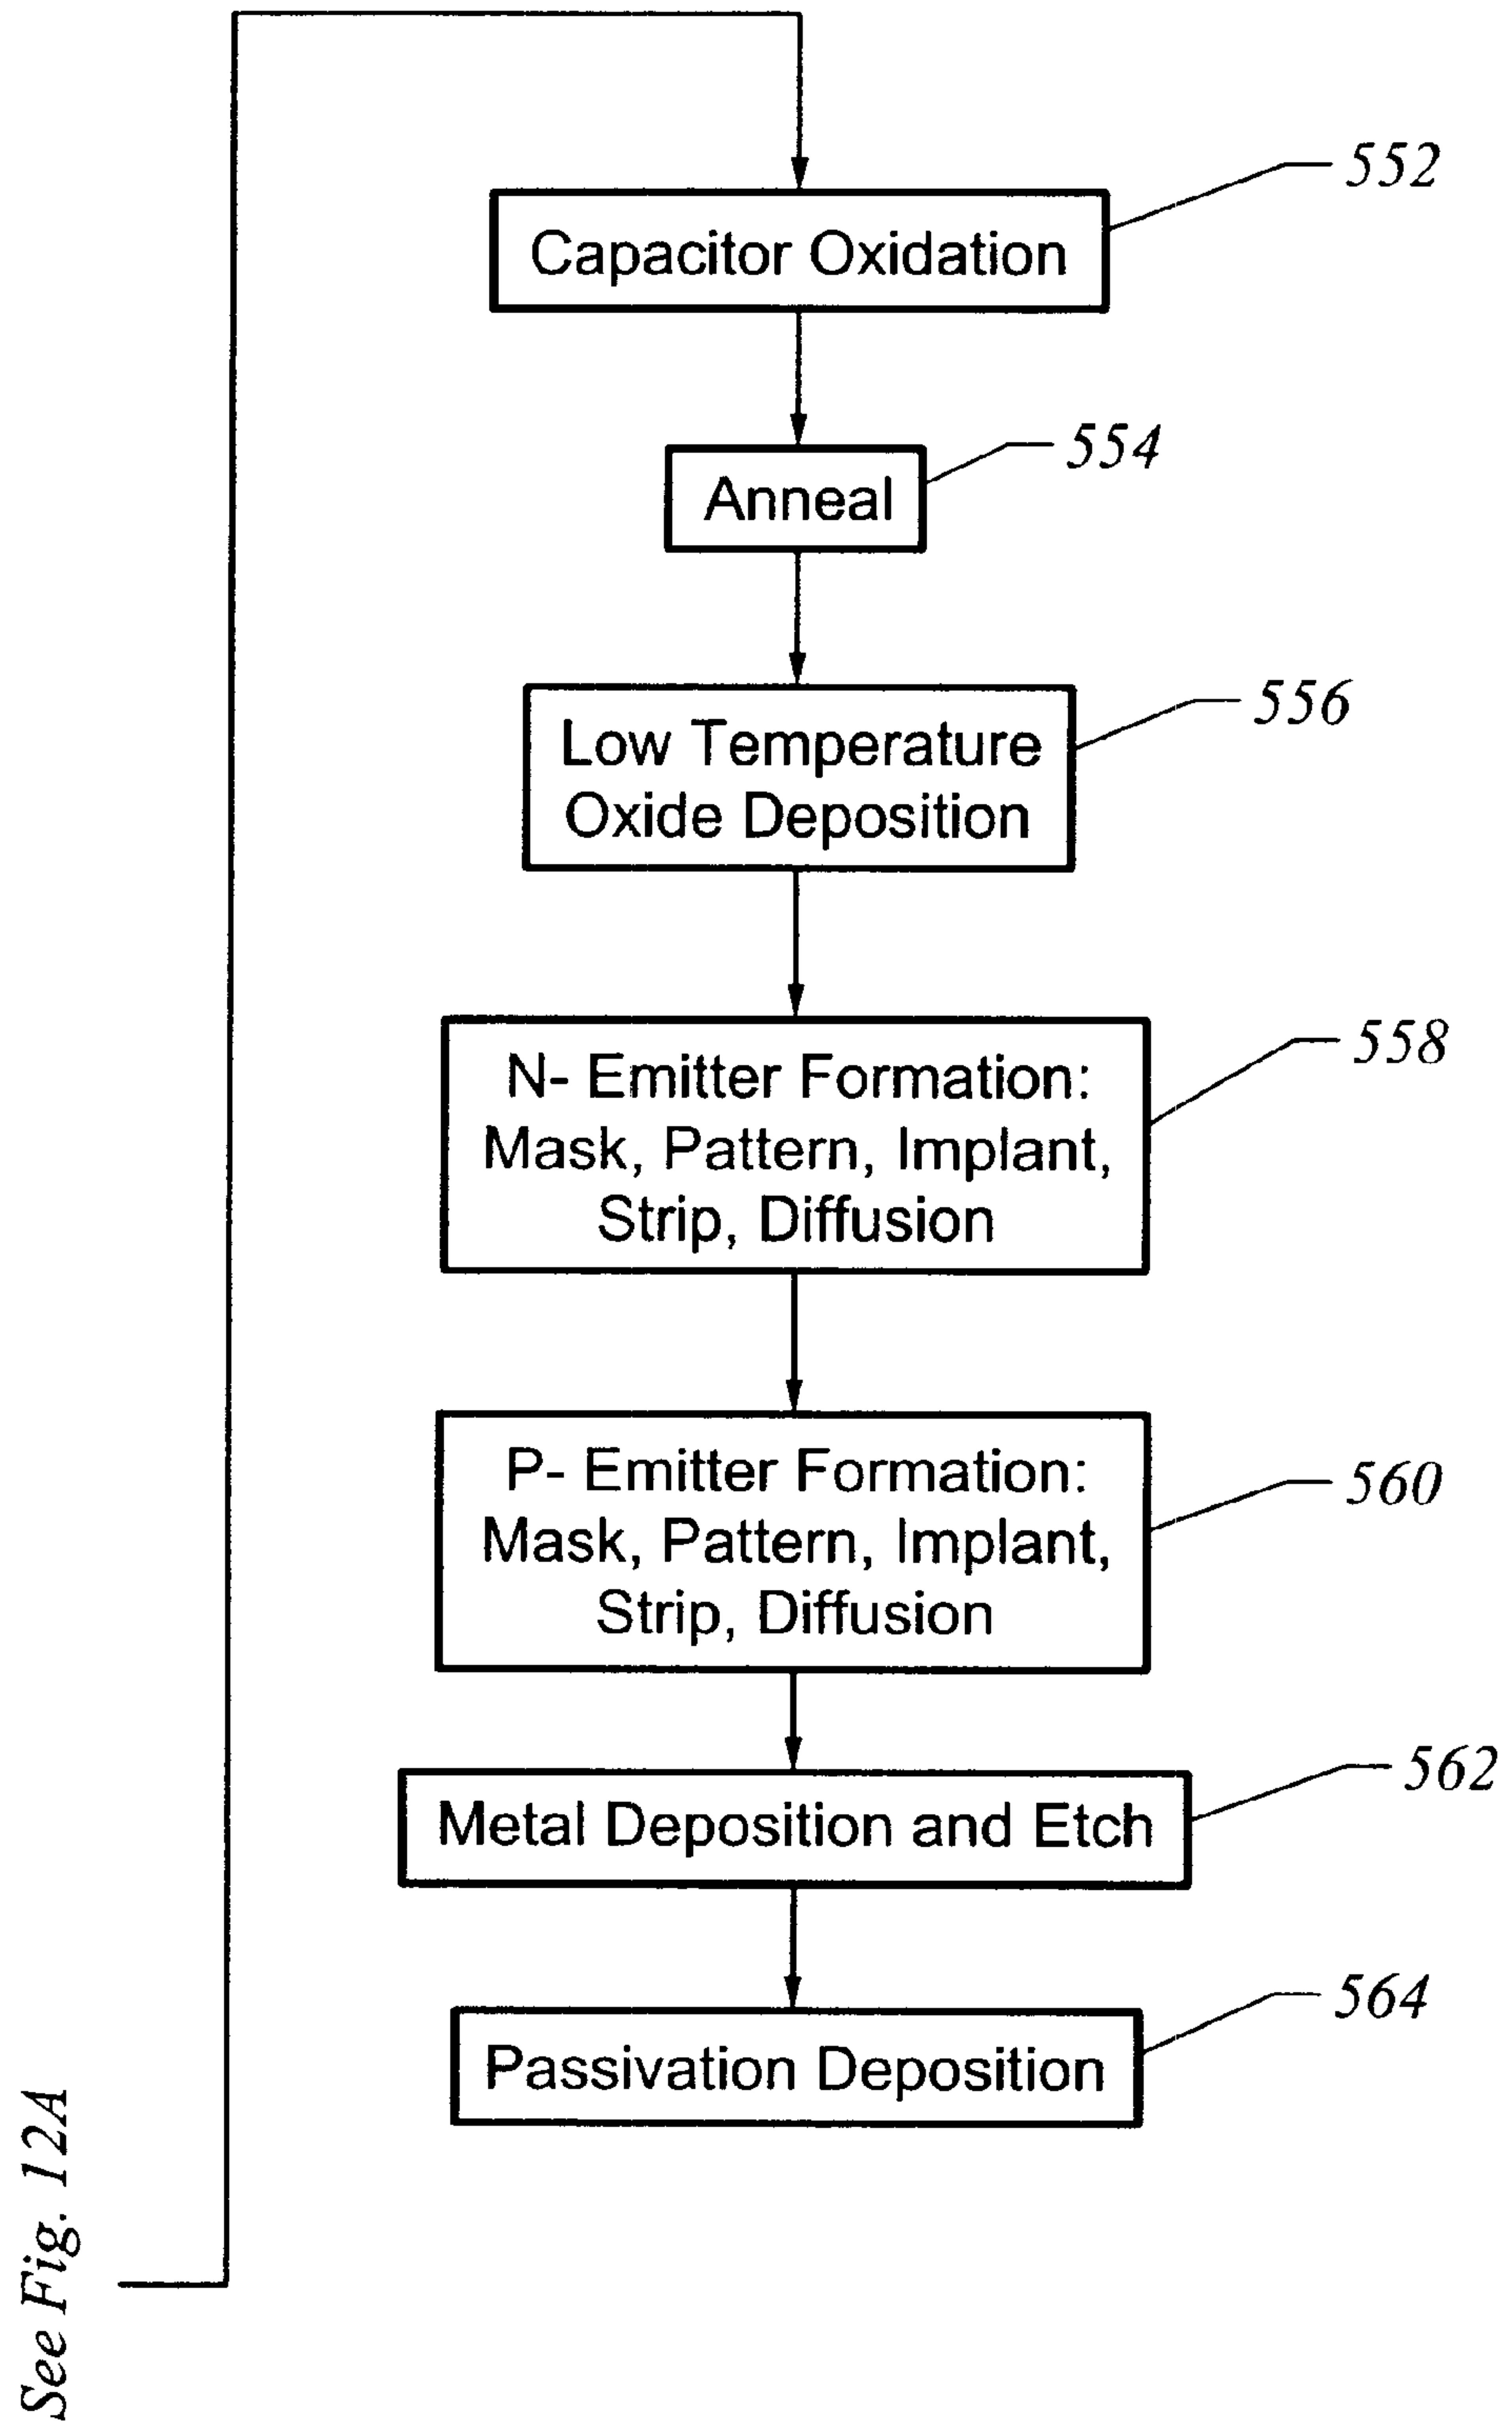 552
Capacitor Oxidation
554
Anneal
556
Low Temperature
Oxide Deposition
558
N- Emitter Formation:
Mask, Pattern, Implant,
Strip, Diffusion
560
P- Emitter Formation:
Mask, Pattern, Implant,
Strip, Diffusion
562
Metal Deposition and Etch
564
Passivation Deposition
See Fig. 12A